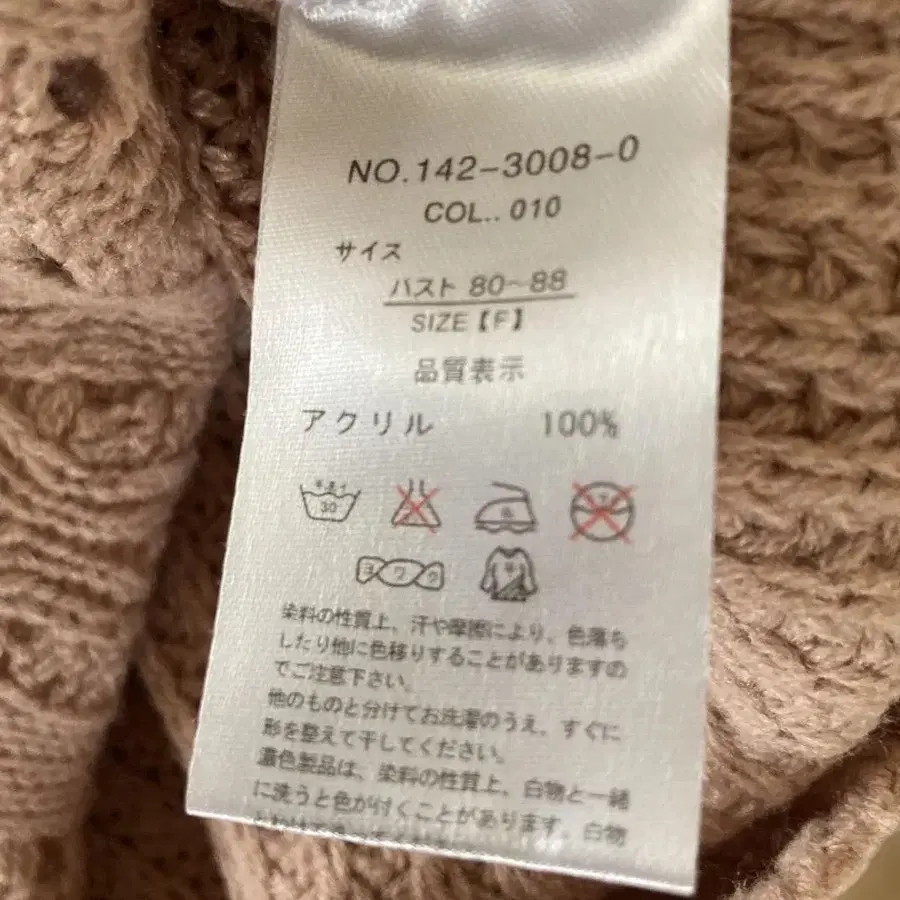 NO.142-3008-0
COL.. 010
サイズ
バスト 80~88
SIZE【F】
品質表示
アクリル 100%
30
ヨワク
染料の性質上、汗や摩擦により、色落ち
したり他に色移りすることがありますの
でご注意下さい。
他のものと分けてお洗濯のうえ、すぐに
形を整えて干してください。
濃色製品は、染料の性質上、白物と一緒
に洗うと色が付くことがあります。白物